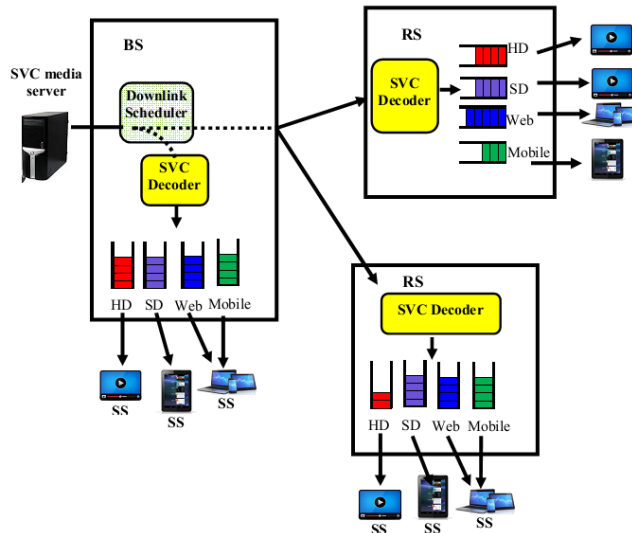 BS
SVC media
server
Downlink
Scheduler
SVC
Decoder
HD SD Web Mobile
SS
SS
SS
RS
SVC
Decoder
HD
SD
Web
Mobile
RS
SVC Decoder
HD SD Web Mobile
SS SS SS